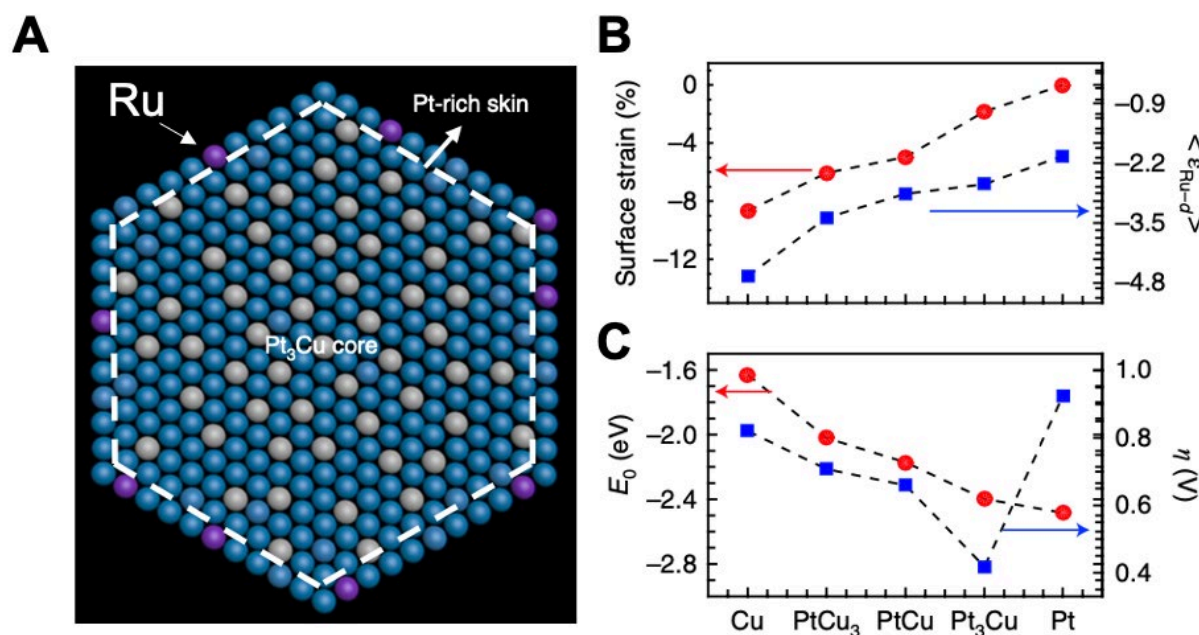 A
Ru
Pt-rich skin
Pt₃Cu core
B
Surface strain (%)
0
−4
−8
−12
−0.9
−2.2
−3.5
−4.8
< ε_Ru−d >
C
E₀ (eV)
−1.6
−2.0
−2.4
−2.8
1.0
0.8
0.6
0.4
η (V)
Cu PtCu₃ PtCu Pt₃Cu Pt